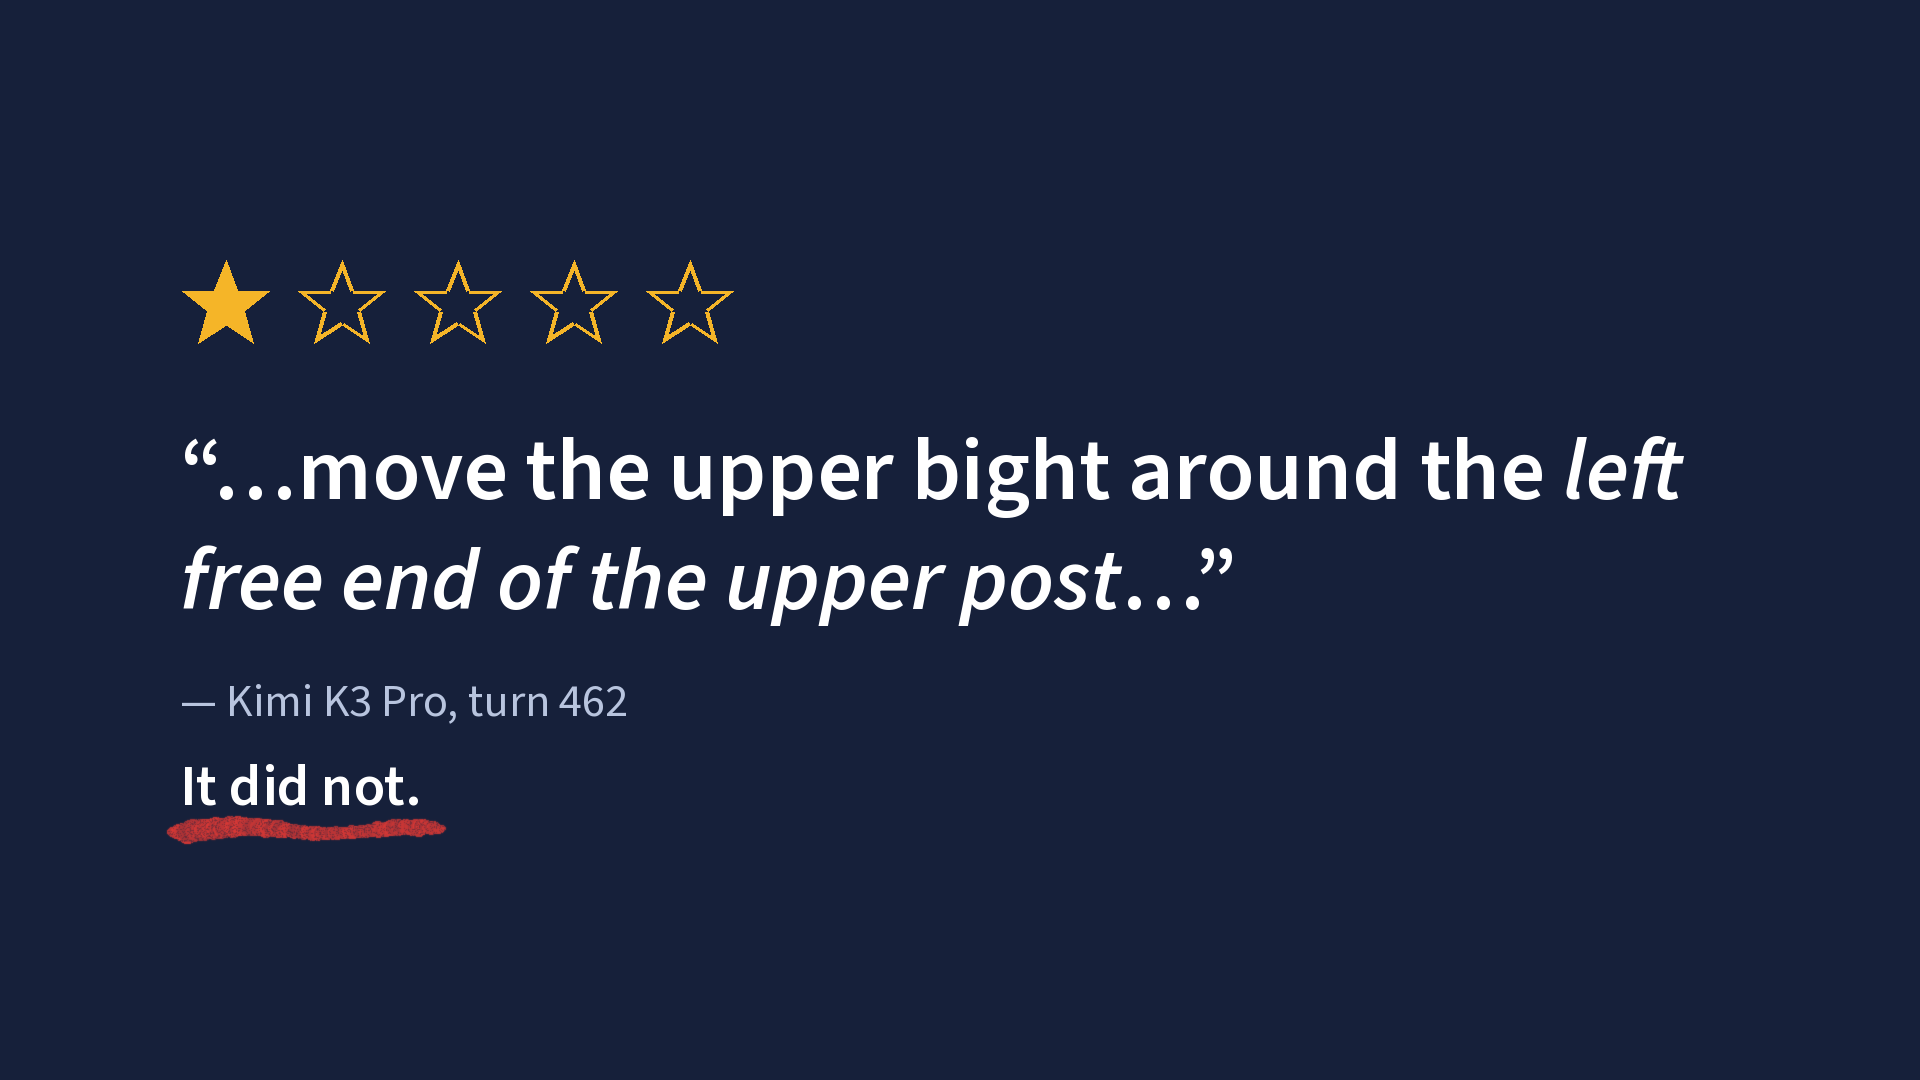 “…move the upper bight around the left
free end of the upper post…”
— Kimi K3 Pro, turn 462
It did not.